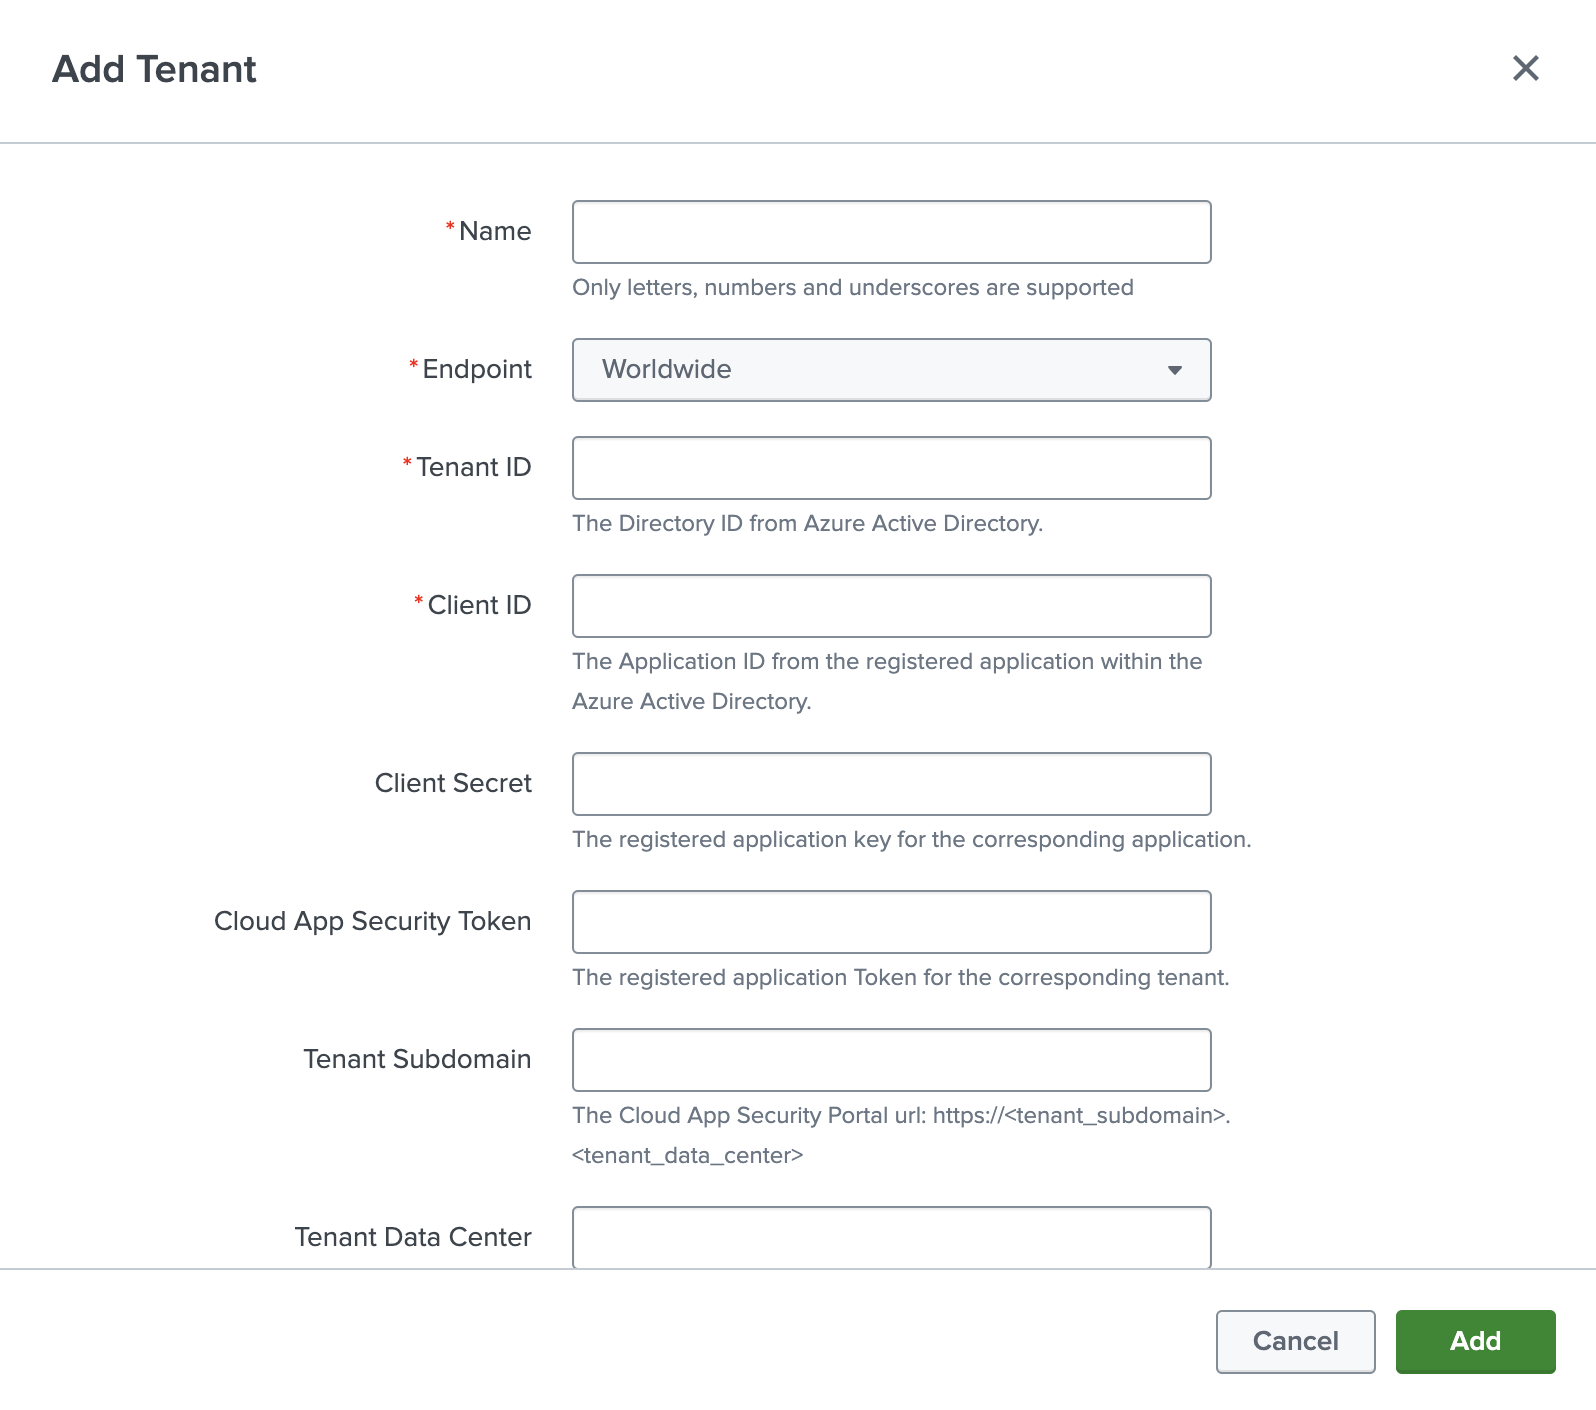 Add Tenant
* Name
Only letters, numbers and underscores are supported
* Endpoint
Worldwide
* Tenant ID
The Directory ID from Azure Active Directory.
* Client ID
The Application ID from the registered application within the
Azure Active Directory.
Client Secret
The registered application key for the corresponding application.
Cloud App Security Token
The registered application Token for the corresponding tenant.
Tenant Subdomain
The Cloud App Security Portal url: https://<tenant_subdomain>.
<tenant_data_center>
Tenant Data Center
Cancel
Add